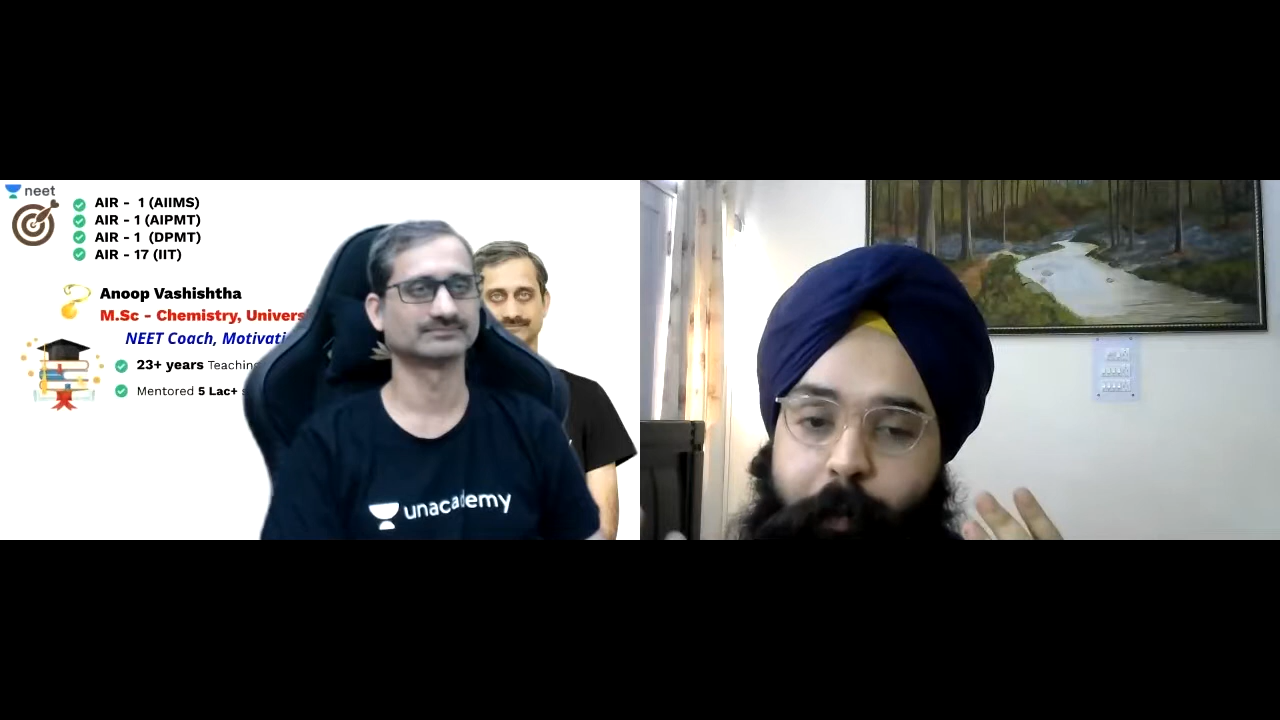 neet
AIR - 1 (AIIMS)
AIR - 1 (AIPMT)
AIR - 1 (DPMT)
AIR - 17 (IIT)
Anoop Vashishtha
M.Sc - Chemistry, Univers
NEET Coach, Motivati
23+ years Teaching
Mentored 5 Lac+
unacademy